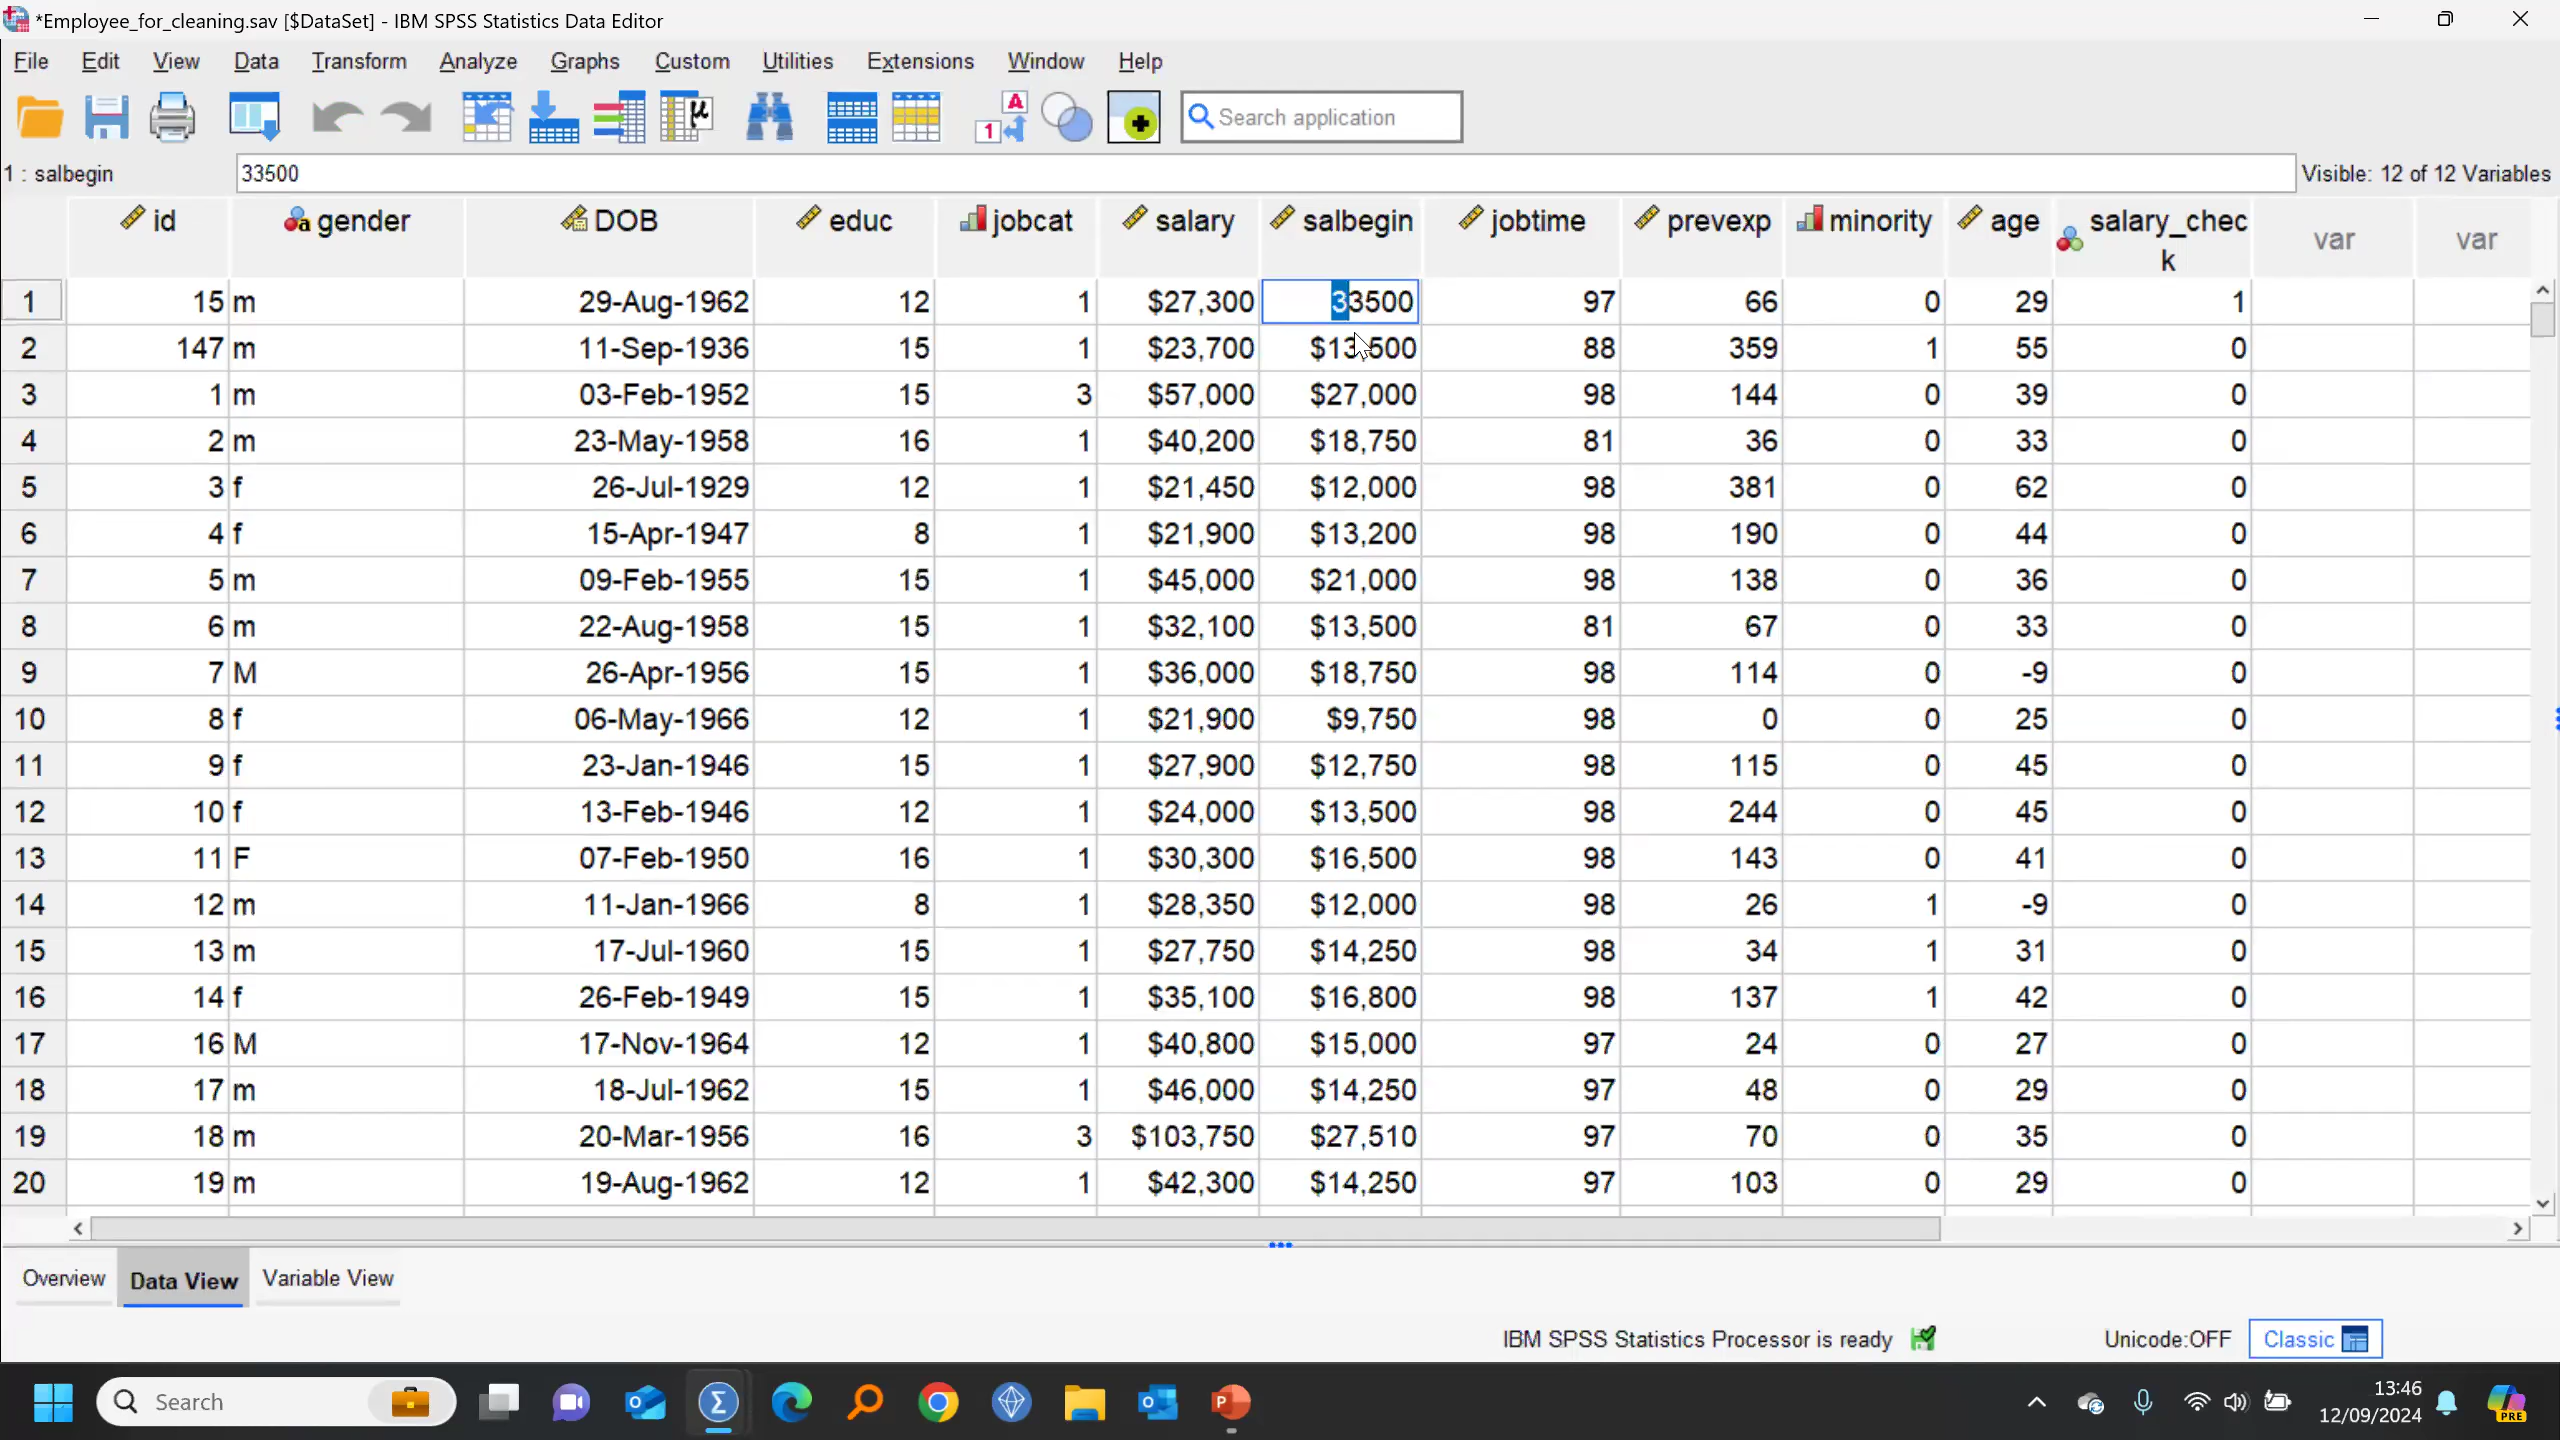 *Employee_for_cleaning.sav [$DataSet] - IBM SPSS Statistics Data Editor
File Edit View Data Transform Analyze Graphs Custom Utilities Extensions Window Help
Search application
1 : salbegin 33500 Visible: 12 of 12 Variables
id gender DOB educ jobcat salary salbegin jobtime prevexp minority age salary_chec
k var var
1 15 m 29-Aug-1962 12 1 $27,300 33500 97 66 0 29 1
2 147 m 11-Sep-1936 15 1 $23,700 $13,500 88 359 1 55 0
3 1 m 03-Feb-1952 15 3 $57,000 $27,000 98 144 0 39 0
4 2 m 23-May-1958 16 1 $40,200 $18,750 81 36 0 33 0
5 3 f 26-Jul-1929 12 1 $21,450 $12,000 98 381 0 62 0
6 4 f 15-Apr-1947 8 1 $21,900 $13,200 98 190 0 44 0
7 5 m 09-Feb-1955 15 1 $45,000 $21,000 98 138 0 36 0
8 6 m 22-Aug-1958 15 1 $32,100 $13,500 81 67 0 33 0
9 7 M 26-Apr-1956 15 1 $36,000 $18,750 98 114 0 -9 0
10 8 f 06-May-1966 12 1 $21,900 $9,750 98 0 0 25 0
11 9 f 23-Jan-1946 15 1 $27,900 $12,750 98 115 0 45 0
12 10 f 13-Feb-1946 12 1 $24,000 $13,500 98 244 0 45 0
13 11 F 07-Feb-1950 16 1 $30,300 $16,500 98 143 0 41 0
14 12 m 11-Jan-1966 8 1 $28,350 $12,000 98 26 1 -9 0
15 13 m 17-Jul-1960 15 1 $27,750 $14,250 98 34 1 31 0
16 14 f 26-Feb-1949 15 1 $35,100 $16,800 98 137 1 42 0
17 16 M 17-Nov-1964 12 1 $40,800 $15,000 97 24 0 27 0
18 17 m 18-Jul-1962 15 1 $46,000 $14,250 97 48 0 29 0
19 18 m 20-Mar-1956 16 3 $103,750 $27,510 97 70 0 35 0
20 19 m 19-Aug-1962 12 1 $42,300 $14,250 97 103 0 29 0
Overview Data View Variable View
IBM SPSS Statistics Processor is ready Unicode:OFF Classic
Search 13:46
12/09/2024 PRE